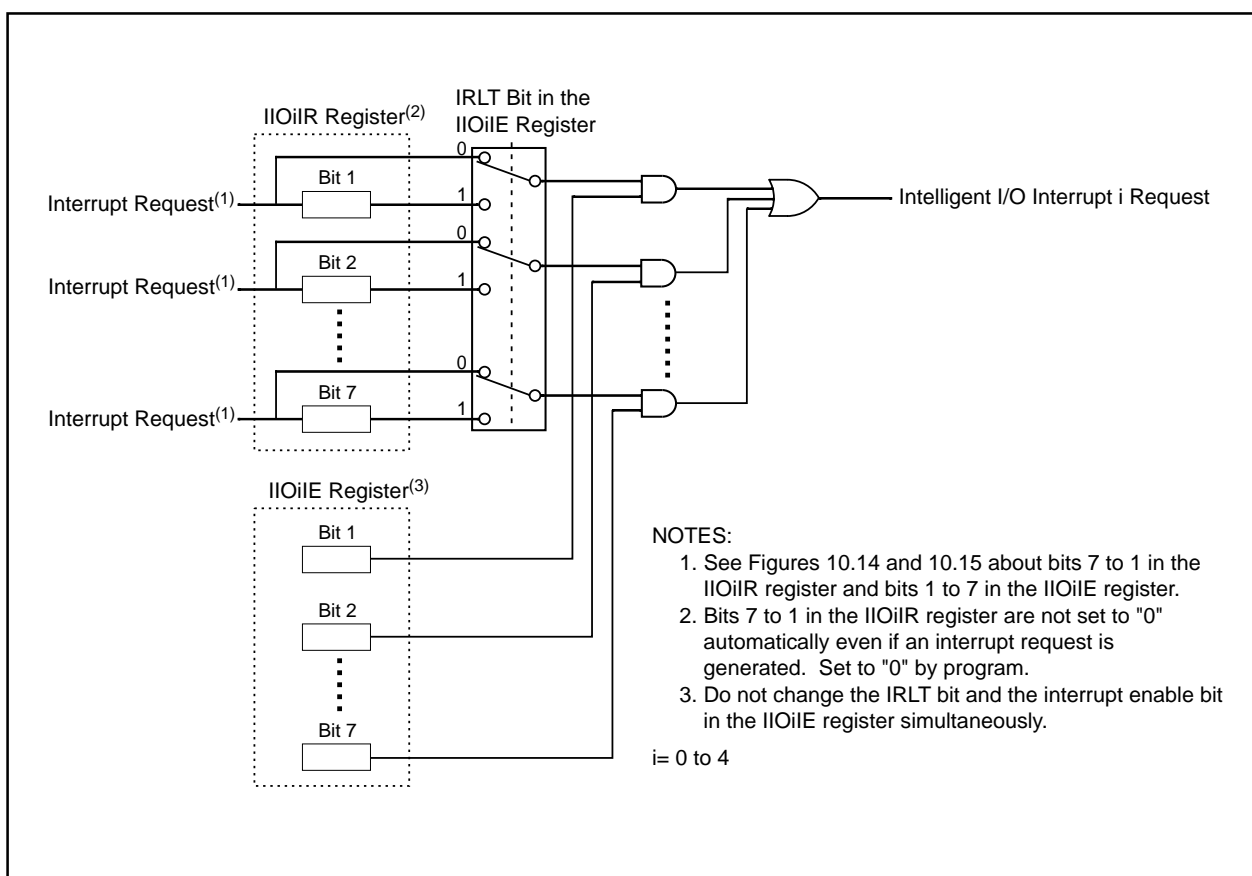 IRLT Bit in the
IIOiIE Register
IIOiIR Register(2)
0
Bit 1
Interrupt Request(1)
1
Intelligent I/O Interrupt i Request
0
Bit 2
Interrupt Request(1)
1
0
Bit 7
Interrupt Request(1)
1
IIOiIE Register(3)
Bit 1
Bit 2
Bit 7
NOTES:
1. See Figures 10.14 and 10.15 about bits 7 to 1 in the
IIOiIR register and bits 1 to 7 in the IIOiIE register.
2. Bits 7 to 1 in the IIOiIR register are not set to "0"
automatically even if an interrupt request is
generated. Set to "0" by program.
3. Do not change the IRLT bit and the interrupt enable bit
in the IIOiIE register simultaneously.
i= 0 to 4